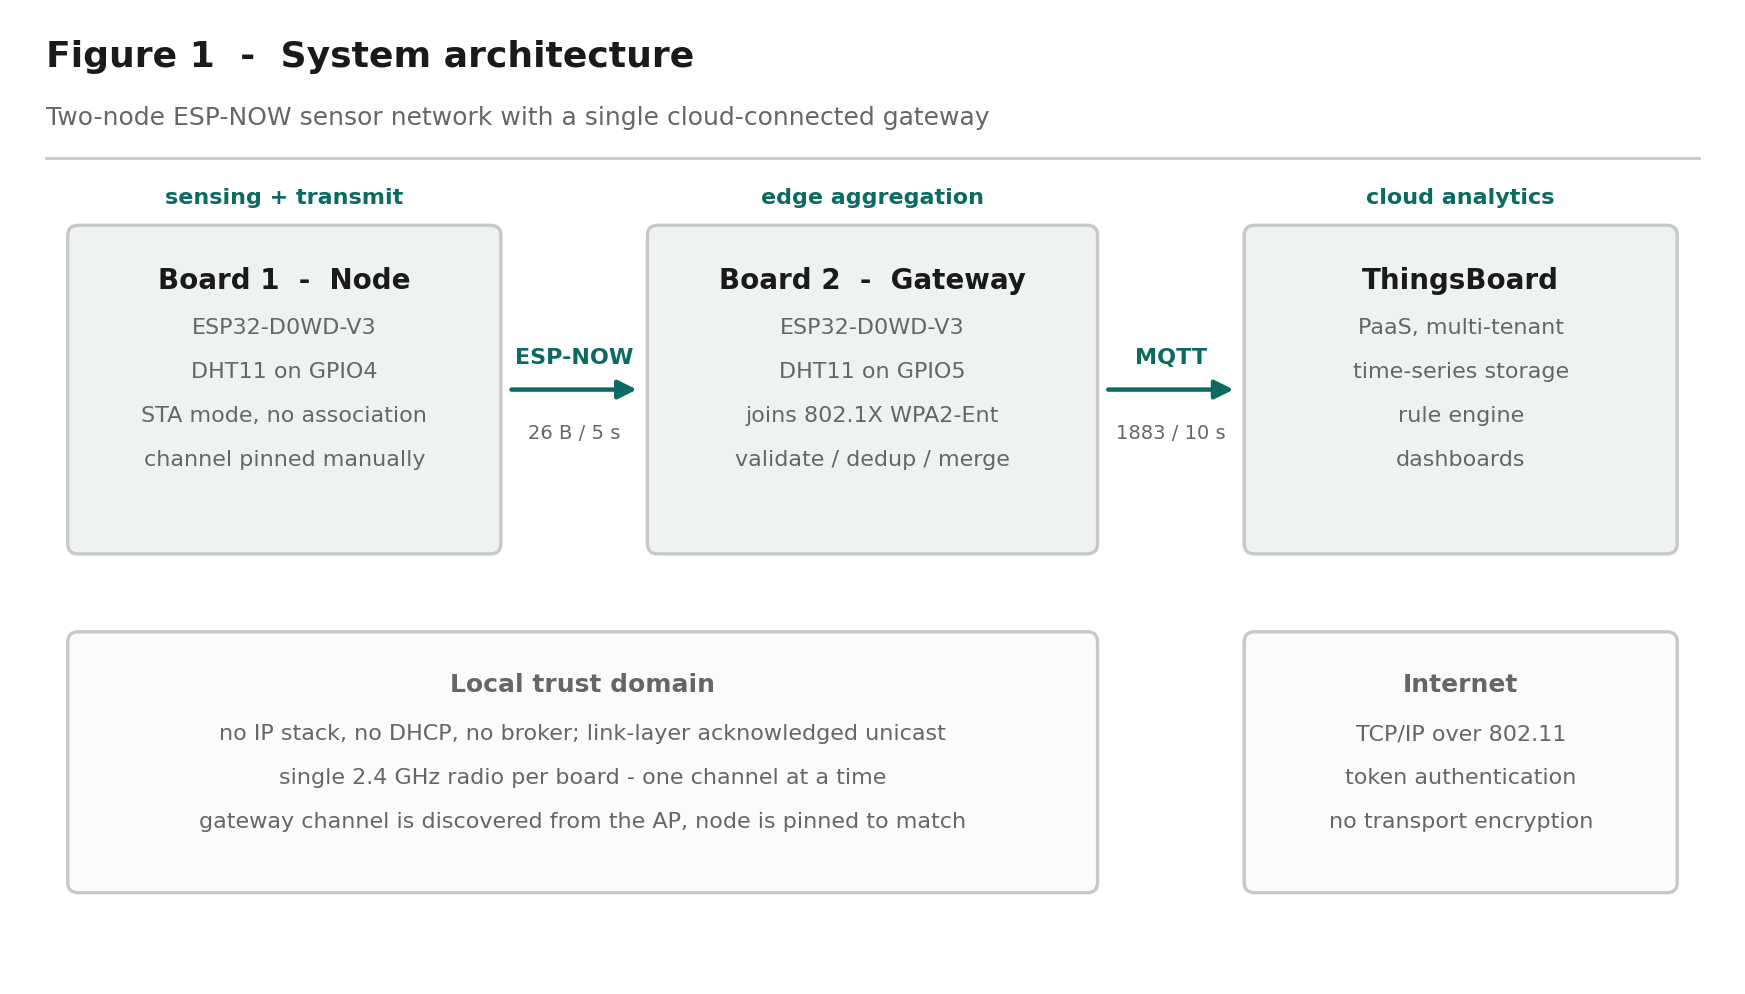 Figure 1  -  System architecture
Two-node ESP-NOW sensor network with a single cloud-connected gateway
sensing + transmit
edge aggregation
cloud analytics
Board 1  -  Node
ESP32-D0WD-V3
DHT11 on GPIO4
STA mode, no association
channel pinned manually
ESP-NOW
26 B / 5 s
Board 2  -  Gateway
ESP32-D0WD-V3
DHT11 on GPIO5
joins 802.1X WPA2-Ent
validate / dedup / merge
MQTT
1883 / 10 s
ThingsBoard
PaaS, multi-tenant
time-series storage
rule engine
dashboards
Local trust domain
no IP stack, no DHCP, no broker; link-layer acknowledged unicast
single 2.4 GHz radio per board - one channel at a time
gateway channel is discovered from the AP, node is pinned to match
Internet
TCP/IP over 802.11
token authentication
no transport encryption